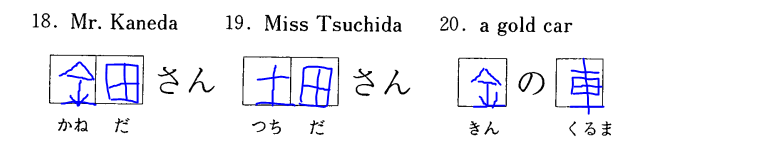 18. Mr. Kaneda 19. Miss Tsuchida 20. a gold car
金田さん 土田さん 金の車
かね だ つち だ きん くるま